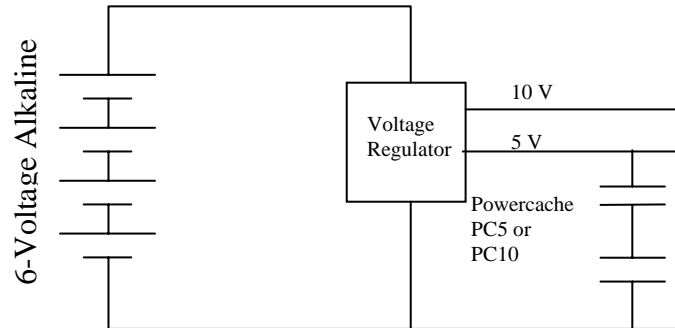 6-Voltage Alkaline
Voltage
Regulator
10 V
5 V
Powercache
PC5 or
PC10